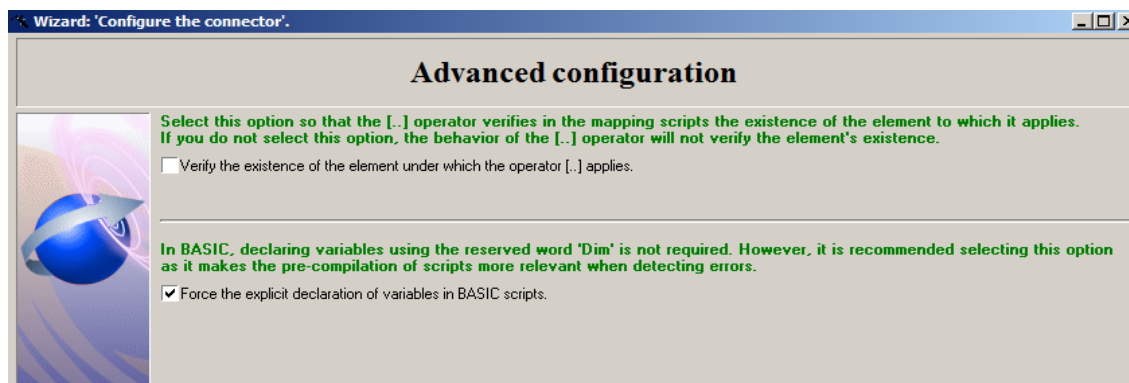 Wizard: 'Configure the connector'.
Advanced configuration
Select this option so that the [..] operator verifies in the mapping scripts the existence of the element to which it applies.
If you do not select this option, the behavior of the [..] operator will not verify the element's existence.
Verify the existence of the element under which the operator [..] applies.
In BASIC, declaring variables using the reserved word 'Dim' is not required. However, it is recommended selecting this option
as it makes the pre-compilation of scripts more relevant when detecting errors.
Force the explicit declaration of variables in BASIC scripts.